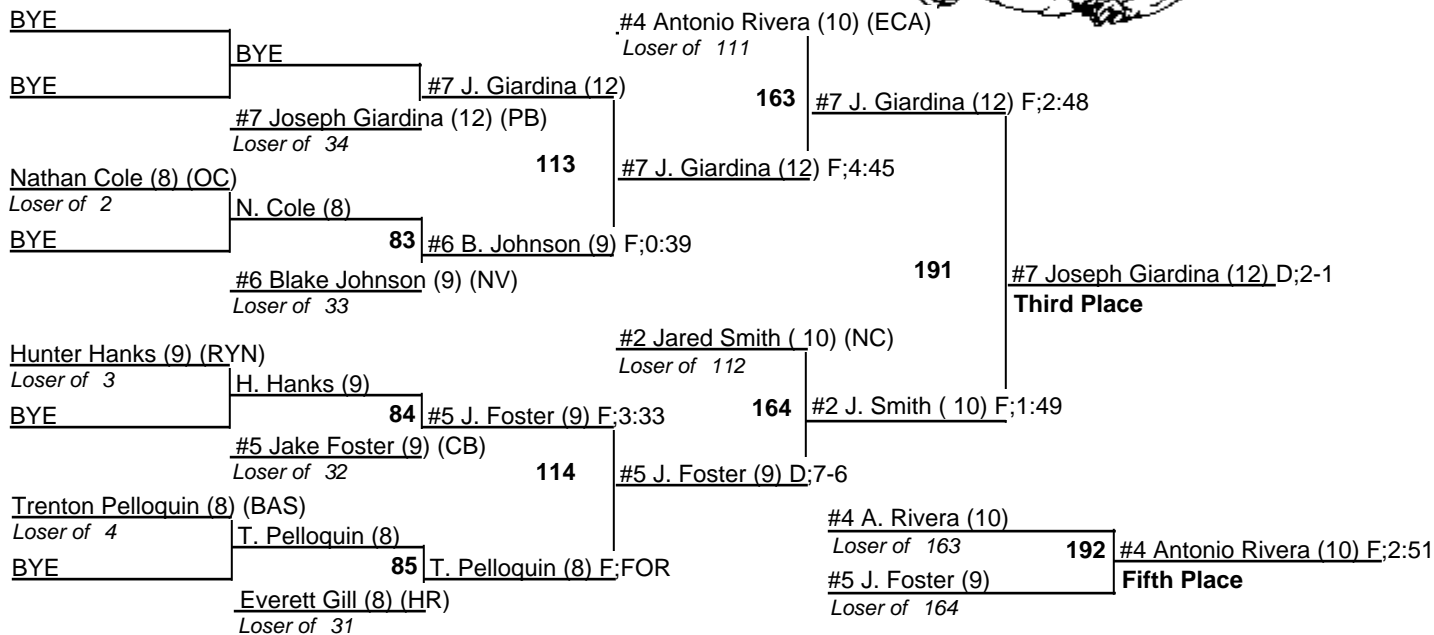 BYE
#4 Antonio Rivera (10) (ECA)
Loser of 111
BYE
BYE
#7 J. Giardina (12)
163
#7 J. Giardina (12) F;2:48
#7 Joseph Giardina (12) (PB)
Loser of 34
113
#7 J. Giardina (12) F;4:45
Nathan Cole (8) (OC)
Loser of 2
N. Cole (8)
BYE
83
#6 B. Johnson (9) F;0:39
191
#7 Joseph Giardina (12) D;2-1
Third Place
#6 Blake Johnson (9) (NV)
Loser of 33
#2 Jared Smith ( 10) (NC)
Loser of 112
Hunter Hanks (9) (RYN)
Loser of 3
H. Hanks (9)
BYE
84
#5 J. Foster (9) F;3:33
164
#2 J. Smith ( 10) F;1:49
#5 Jake Foster (9) (CB)
Loser of 32
114
#5 J. Foster (9) D;7-6
Trenton Pelloquin (8) (BAS)
Loser of 4
T. Pelloquin (8)
BYE
85
T. Pelloquin (8) F;FOR
Everett Gill (8) (HR)
Loser of 31
#4 A. Rivera (10)
Loser of 163
192
#4 Antonio Rivera (10) F;2:51
Fifth Place
#5 J. Foster (9)
Loser of 164